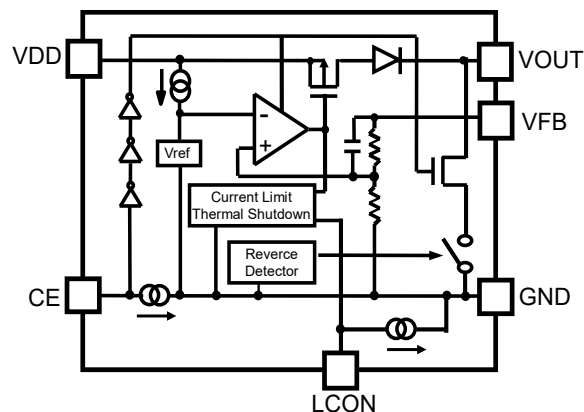 VDD
VOUT
VFB
-
+
Vref
Current Limit
Thermal Shutdown
Reverce
Detector
CE
GND
LCON